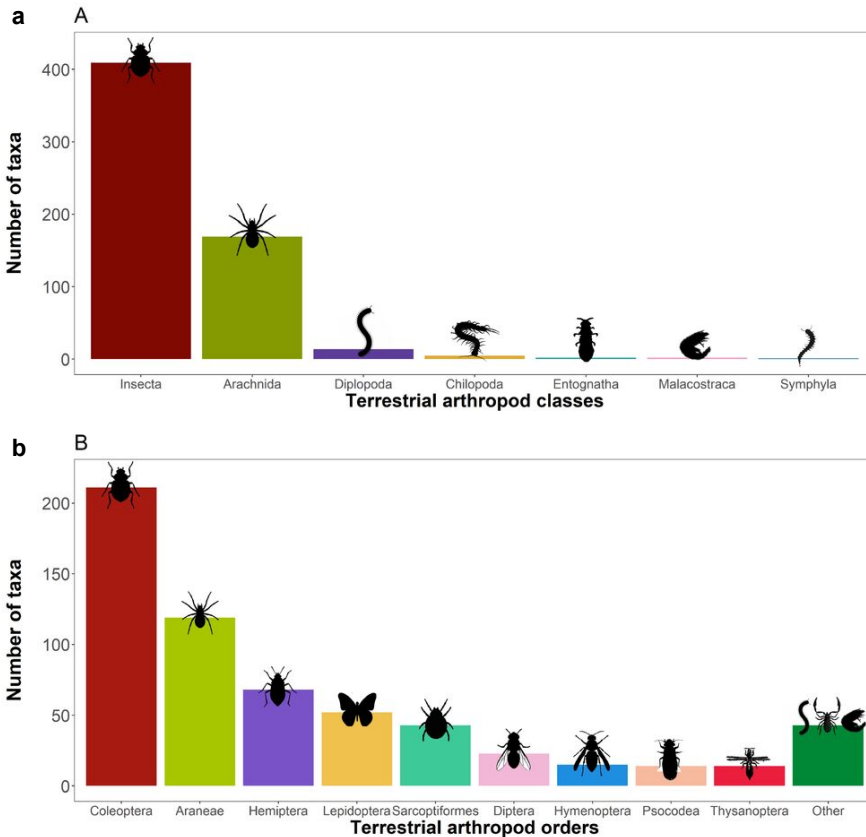 a
A
Number of taxa
400
300
200
100
0
Insecta Arachnida Diplopoda Chilopoda Entognatha Malacostraca Symphyla
Terrestrial arthropod classes
b
B
Number of taxa
200
150
100
50
0
Coleoptera Araneae Hemiptera Lepidoptera Sarcoptiformes Diptera Hymenoptera Psocodea Thysanoptera Other
Terrestrial arthropod orders